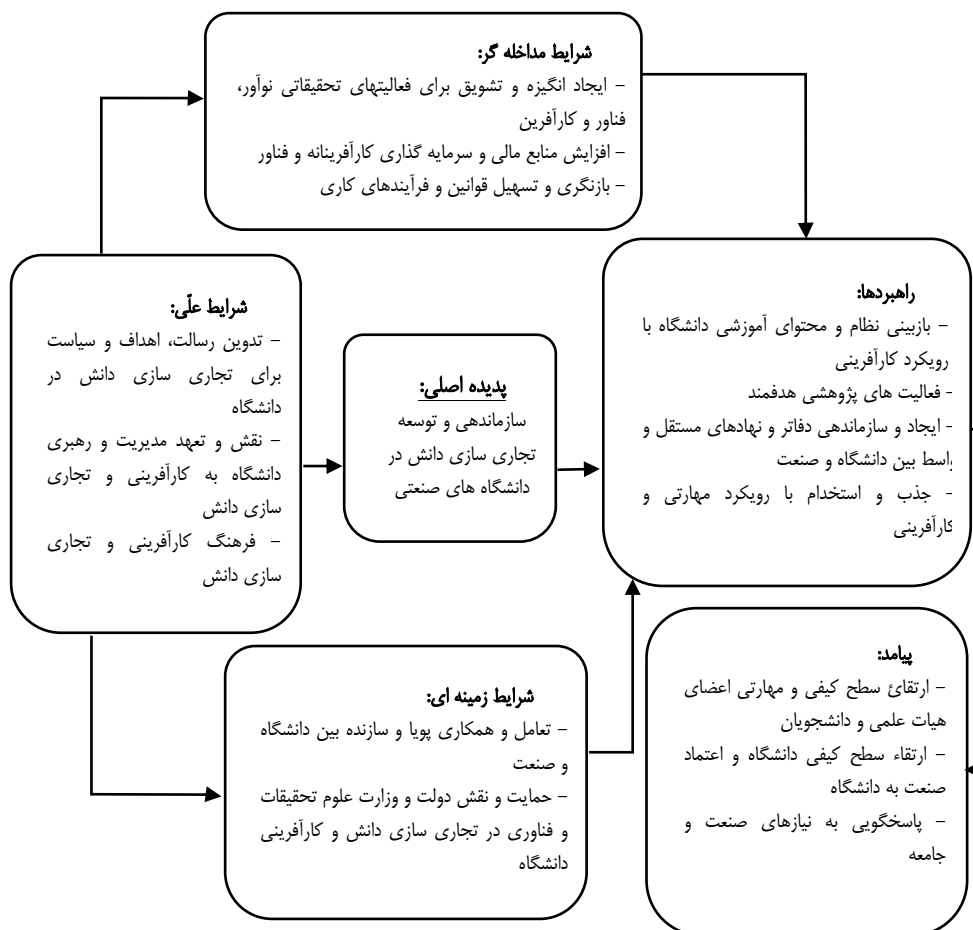 شرایط مداخله گر:
- ایجاد انگیزه و تشویق برای فعالیتهای تحقیقاتی نوآور،
فناور و کارآفرین
- افزایش منابع مالی و سرمایه گذاری کارآفرینانه و فناور
- بازنگری و تسهیل قوانین و فرآیندهای کاری
راهبردها:
- بازبینی نظام و محتوای آموزشی دانشگاه با
رویکرد کارآفرینی
- فعالیت های پژوهشی هدفمند
- ایجاد و سازماندهی دفاتر و نهادهای مستقل و
واسط بین دانشگاه و صنعت
- جذب و استخدام با رویکرد مهارتی و
کارآفرینی
شرایط علّی:
- تدوین رسالت، اهداف و سیاست
برای تجاری سازی دانش در
دانشگاه
- نقش و تعهد مدیریت و رهبری
دانشگاه به کارآفرینی و تجاری
سازی دانش
- فرهنگ کارآفرینی و تجاری
سازی دانش
پدیده اصلی:
سازماندهی و توسعه
تجاری سازی دانش در
دانشگاه های صنعتی
شرایط زمینه ای:
- تعامل و همکاری پویا و سازنده بین دانشگاه
و صنعت
- حمایت و نقش دولت و وزارت علوم تحقیقات
و فناوری در تجاری سازی دانش و کارآفرینی
دانشگاه
پیامد:
- ارتقائ سطح کیفی و مهارتی اعضای
هیات علمی و دانشجویان
- ارتقاء سطح کیفی دانشگاه و اعتماد
صنعت به دانشگاه
- پاسخگویی به نیازهای صنعت و
جامعه